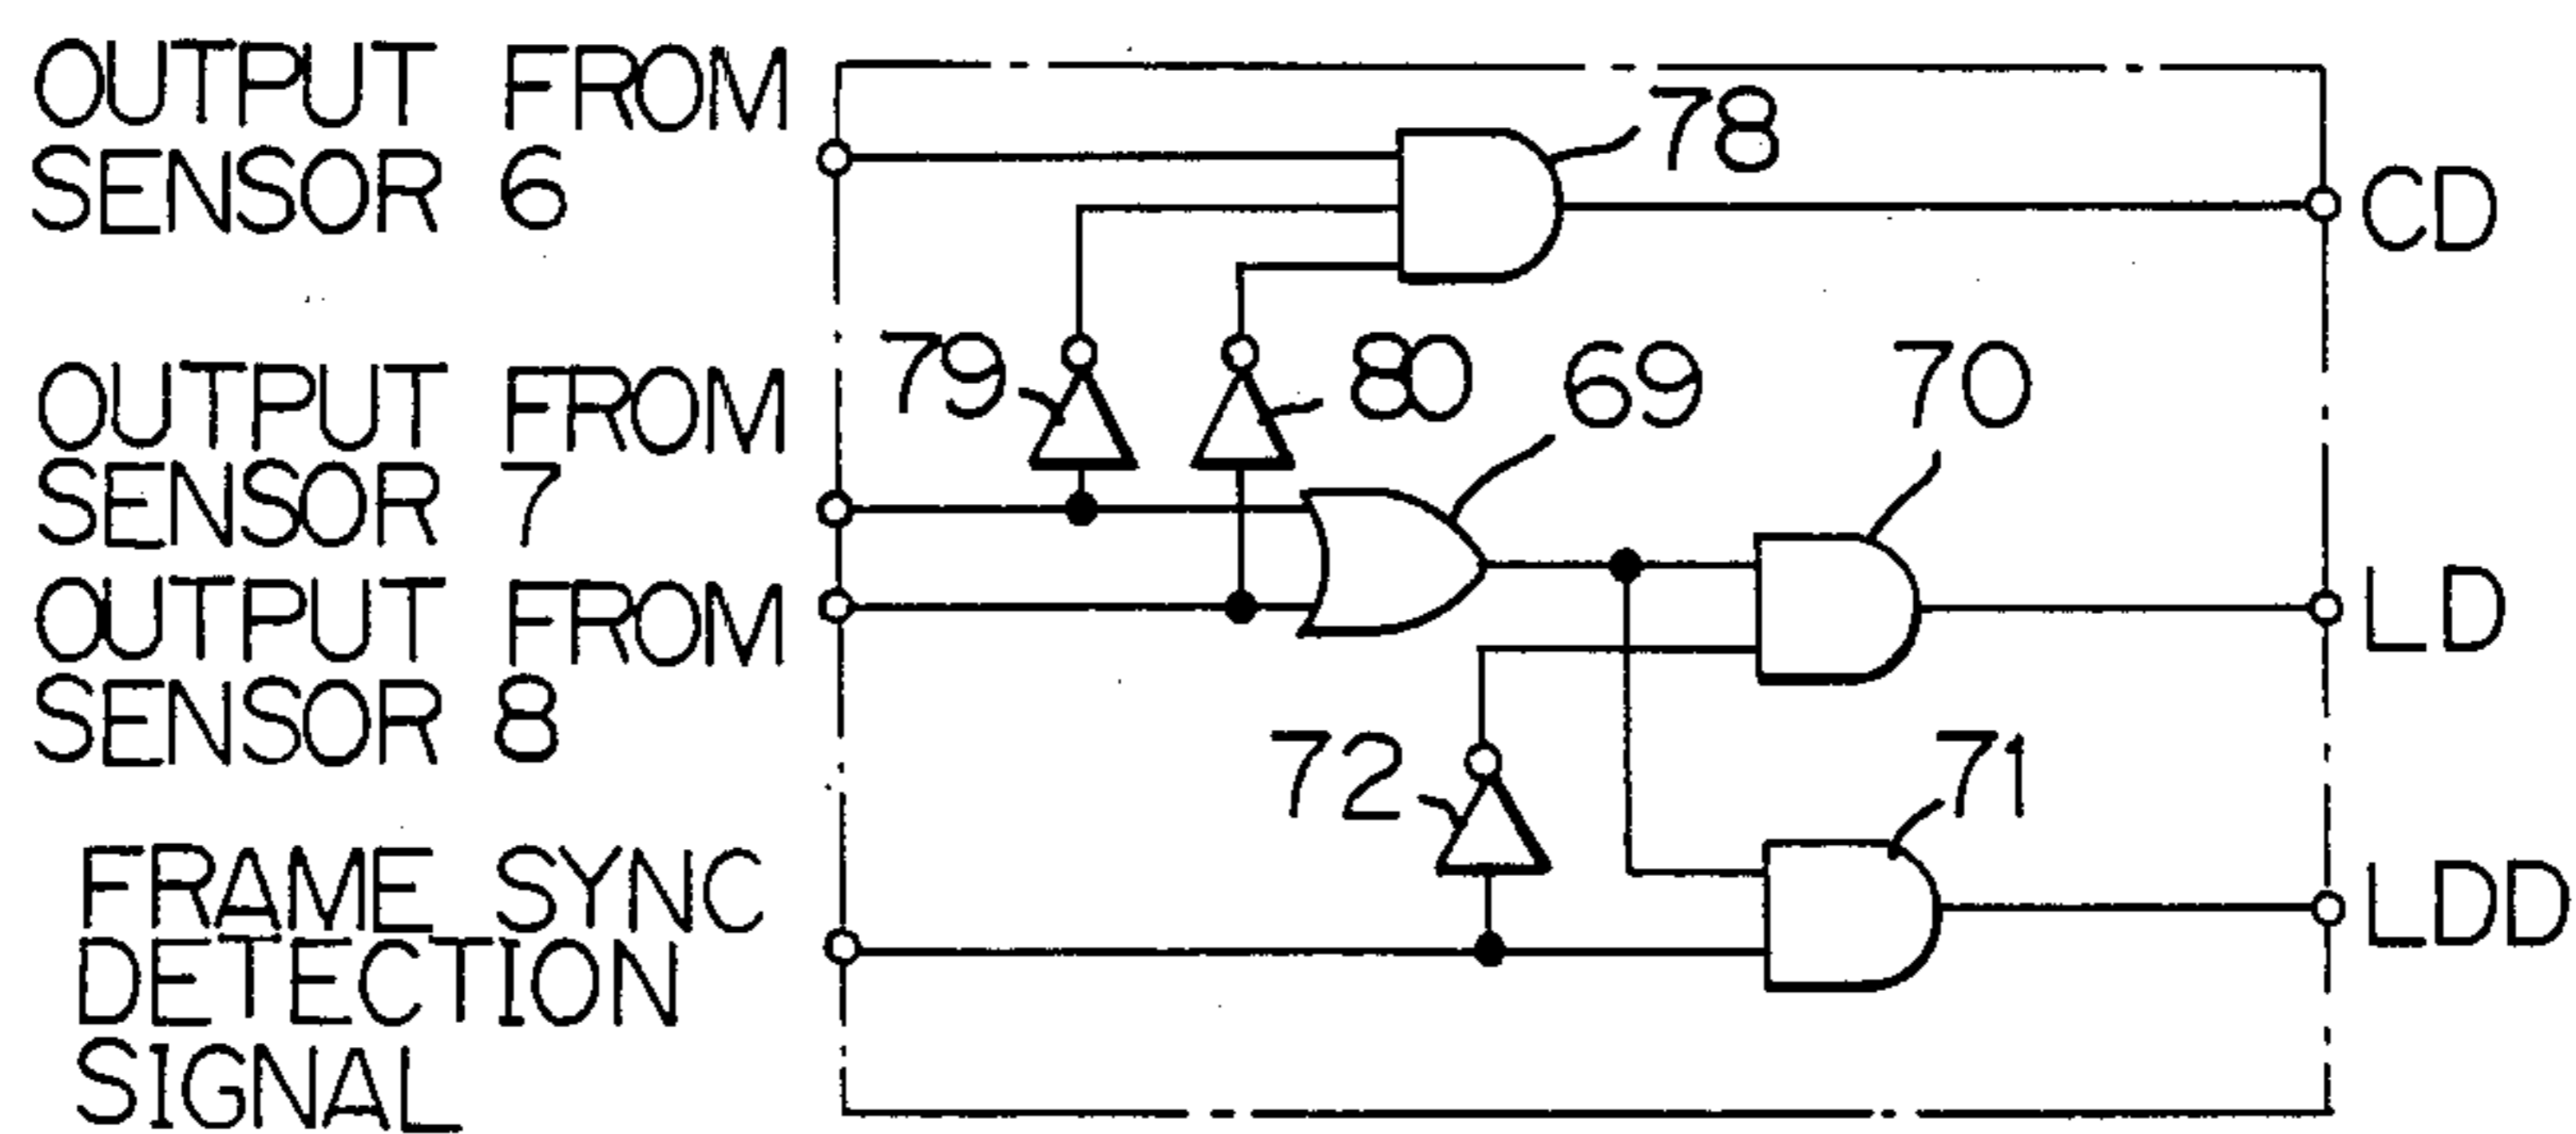 OUTPUT FROM
SENSOR 6
78
CD
OUTPUT FROM
SENSOR 7
79
80
69
70
OUTPUT FROM
SENSOR 8
LD
72
71
FRAME SYNC
DETECTION
SIGNAL
LDD